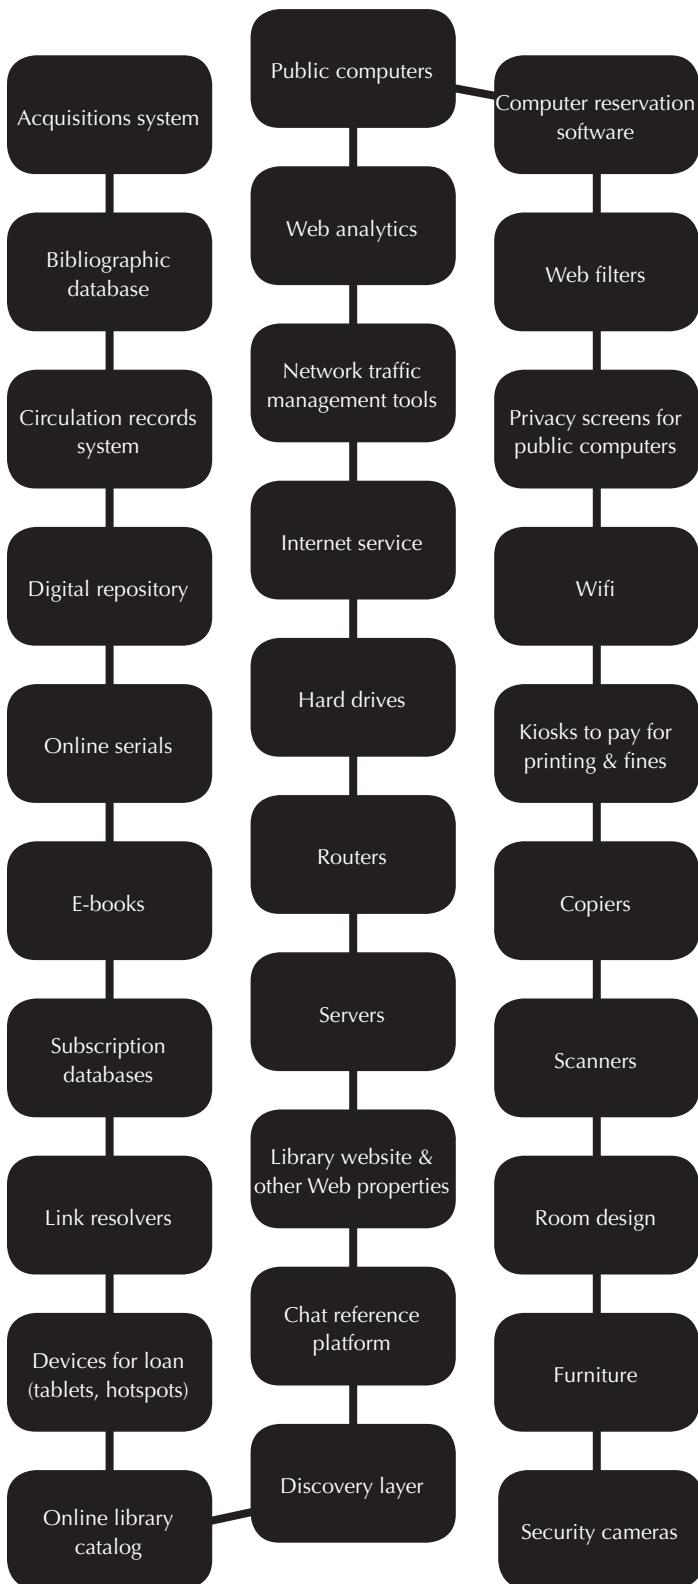 Acquisitions system
Bibliographic
database
Circulation records
system
Digital repository
Online serials
E-books
Subscription
databases
Link resolvers
Devices for loan
(tablets, hotspots)
Online library
catalog
Discovery layer
Chat reference
platform
Library website &
other Web properties
Servers
Routers
Hard drives
Internet service
Network traffic
management tools
Web analytics
Public computers
Computer reservation
software
Web filters
Privacy screens for
public computers
Wifi
Kiosks to pay for
printing & fines
Copiers
Scanners
Room design
Furniture
Security cameras